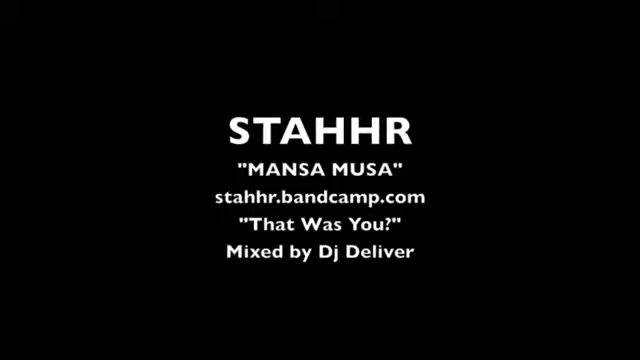 STAHHR
"MANSA MUSA"
stahhr.bandcamp.com
"That Was You?"
Mixed by Dj Deliver